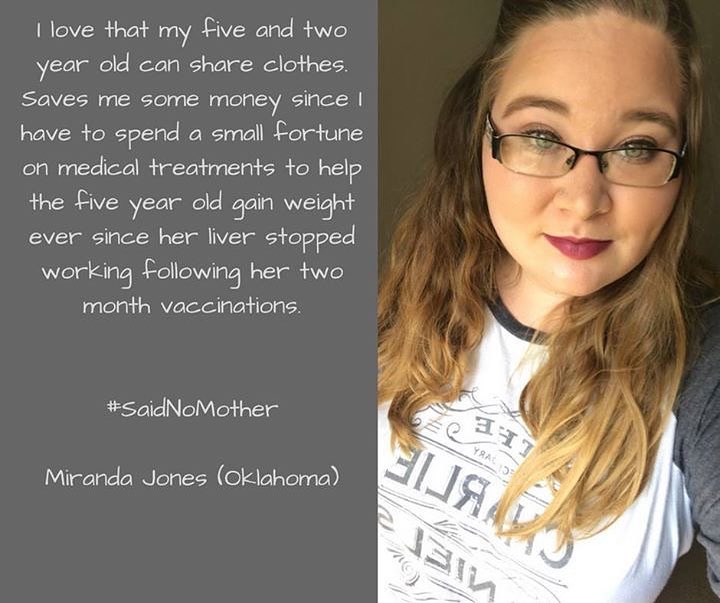 I love that my five and two
year old can share clothes.
Saves me some money since I
have to spend a small fortune
on medical treatments to help
the five year old gain weight
ever since her liver stopped
working following her two
month vaccinations.
#SaidNoMother
Miranda Jones (Oklahoma)
CHARLIE